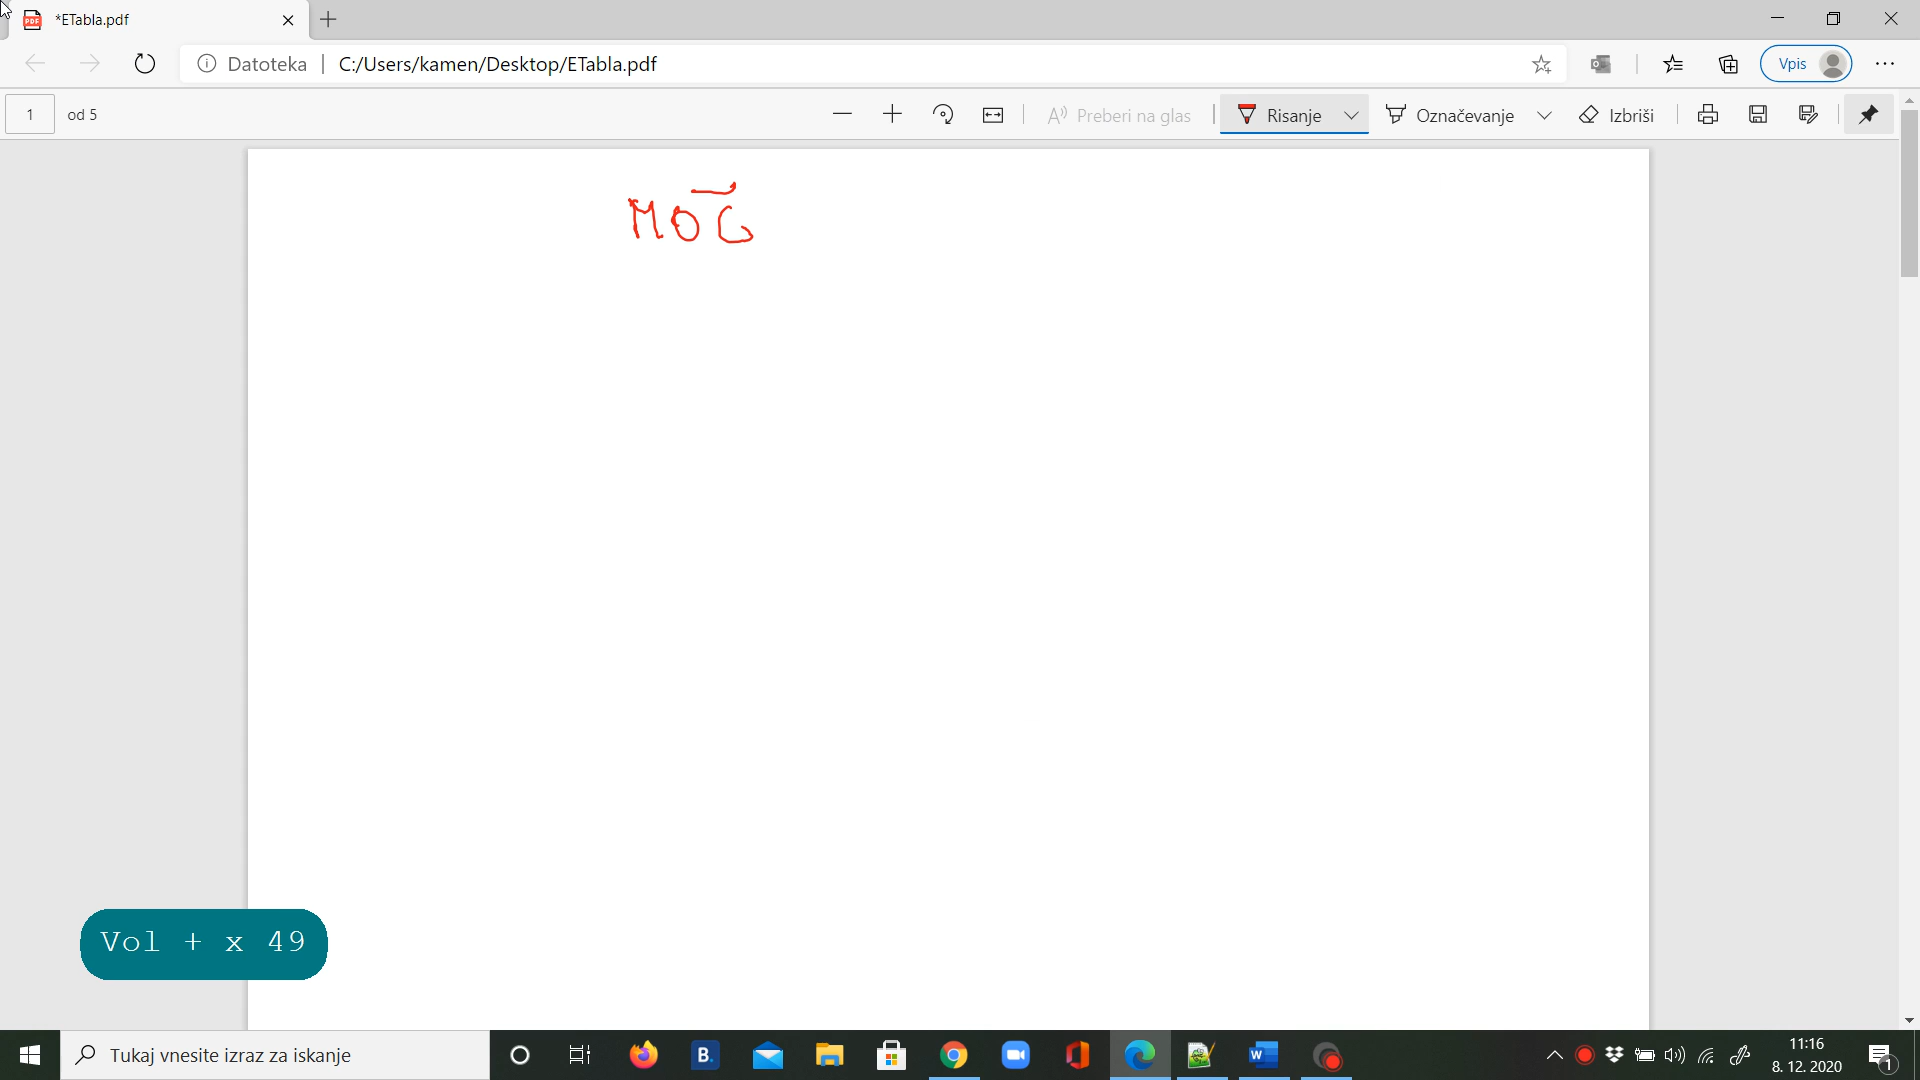 *ETabla.pdf
Datoteka | C:/Users/kamen/Desktop/ETabla.pdf
Vpis
1 od 5
Preberi na glas
Risanje
Označevanje
Izbriši
Vol + x 49
Tukaj vnesite izraz za iskanje
11:16
8. 12. 2020
1